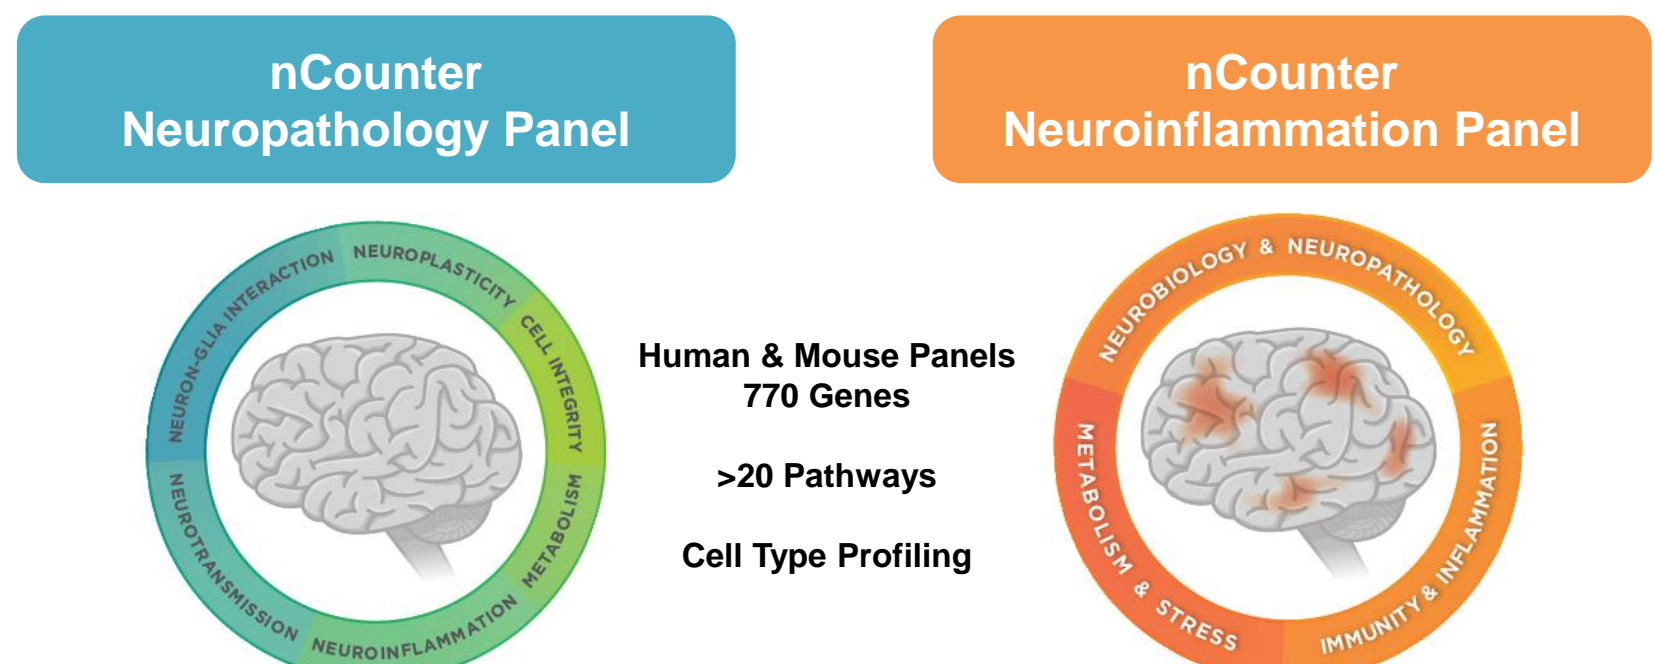 nCounter
Neuropathology Panel
nCounter
Neuroinflammation Panel
NEURON-GLIA INTERACTION
NEUROPLASTICITY
CELL INTEGRITY
METABOLISM
NEUROINFLAMMATION
NEUROTRANSMISSION
Human & Mouse Panels
770 Genes
>20 Pathways
Cell Type Profiling
NEUROBIOLOGY & NEUROPATHOLOGY
IMMUNITY & INFLAMMATION
METABOLISM & STRESS